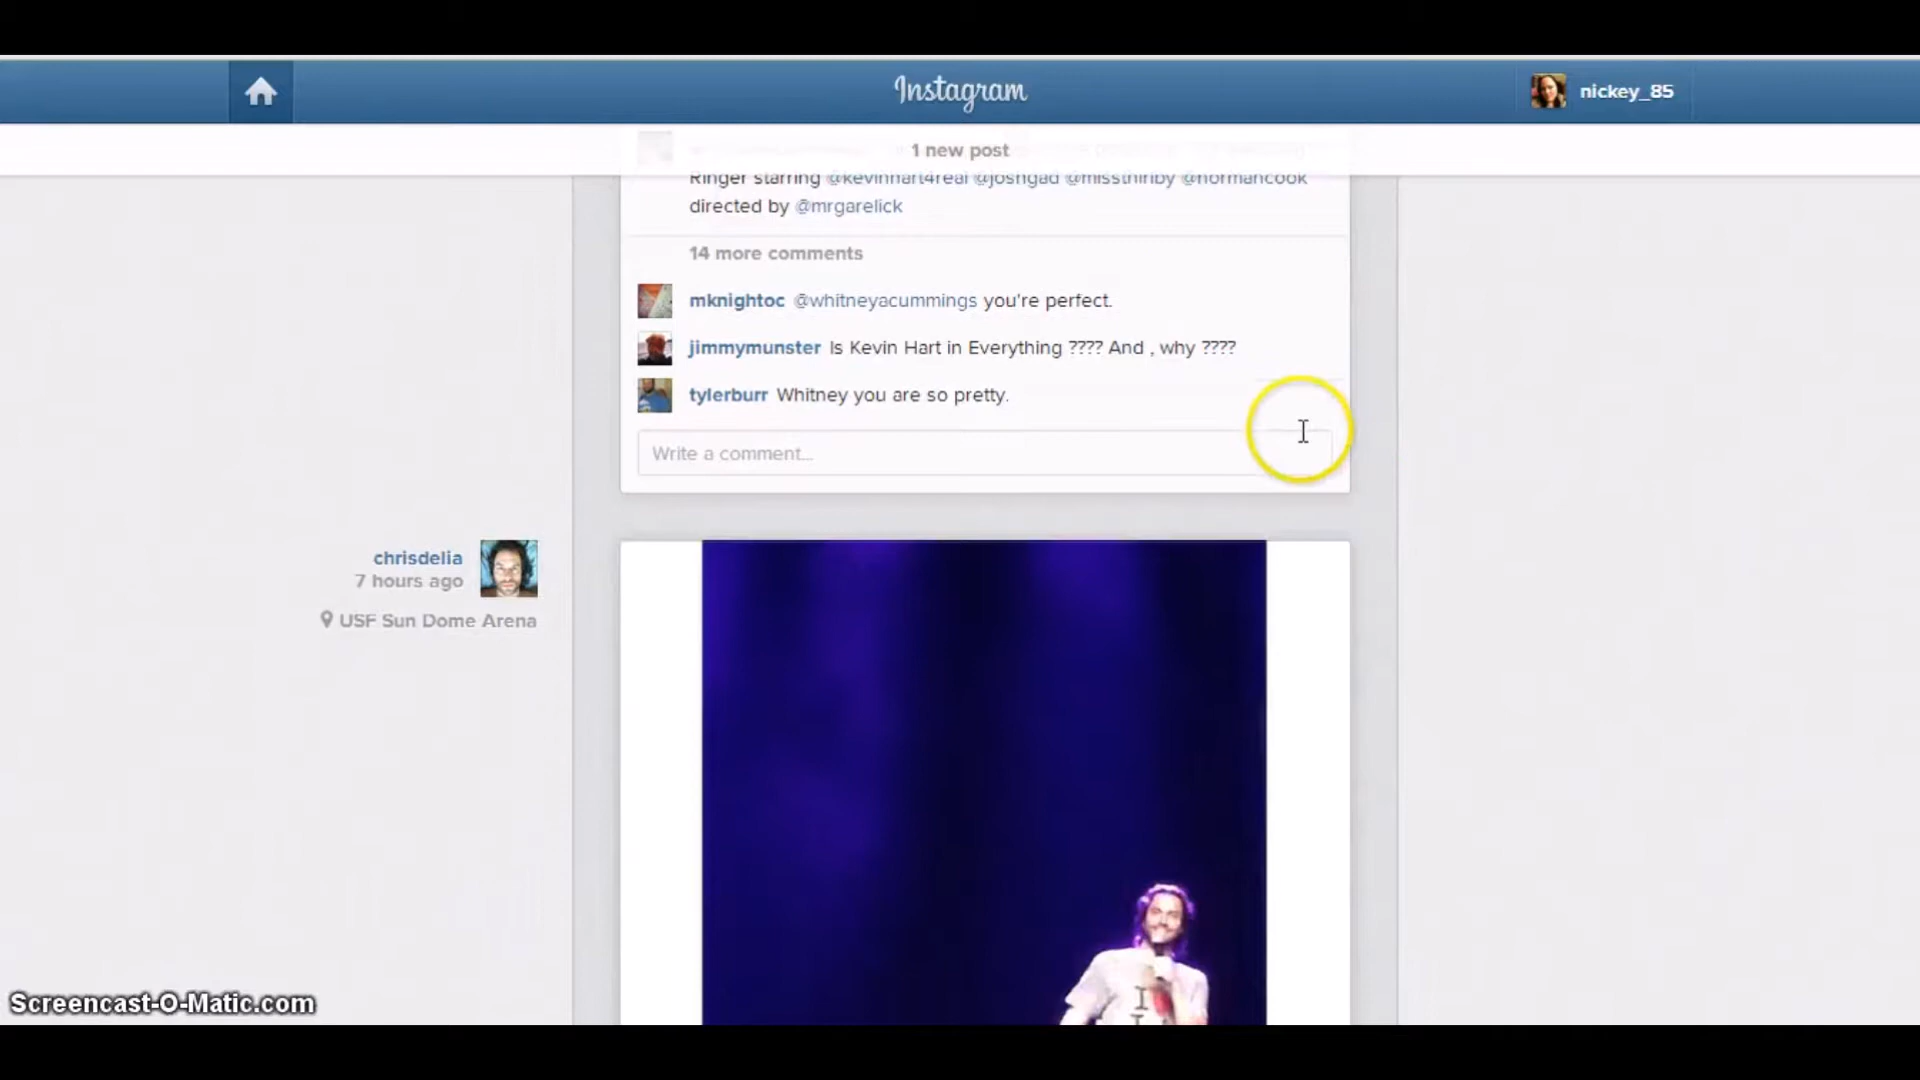 Instagram
nickey_85
1 new post
Ringer starring @kevinhart4real @joshgad @missthirlby @normancook
directed by @mrgarelick
14 more comments
mknightoc @whitneyacummings you're perfect.
jimmymunster Is Kevin Hart in Everything ???? And , why ????
tylerburr Whitney you are so pretty.
Write a comment...
chrisdelia
7 hours ago
USF Sun Dome Arena
I
Screencast-O-Matic.com